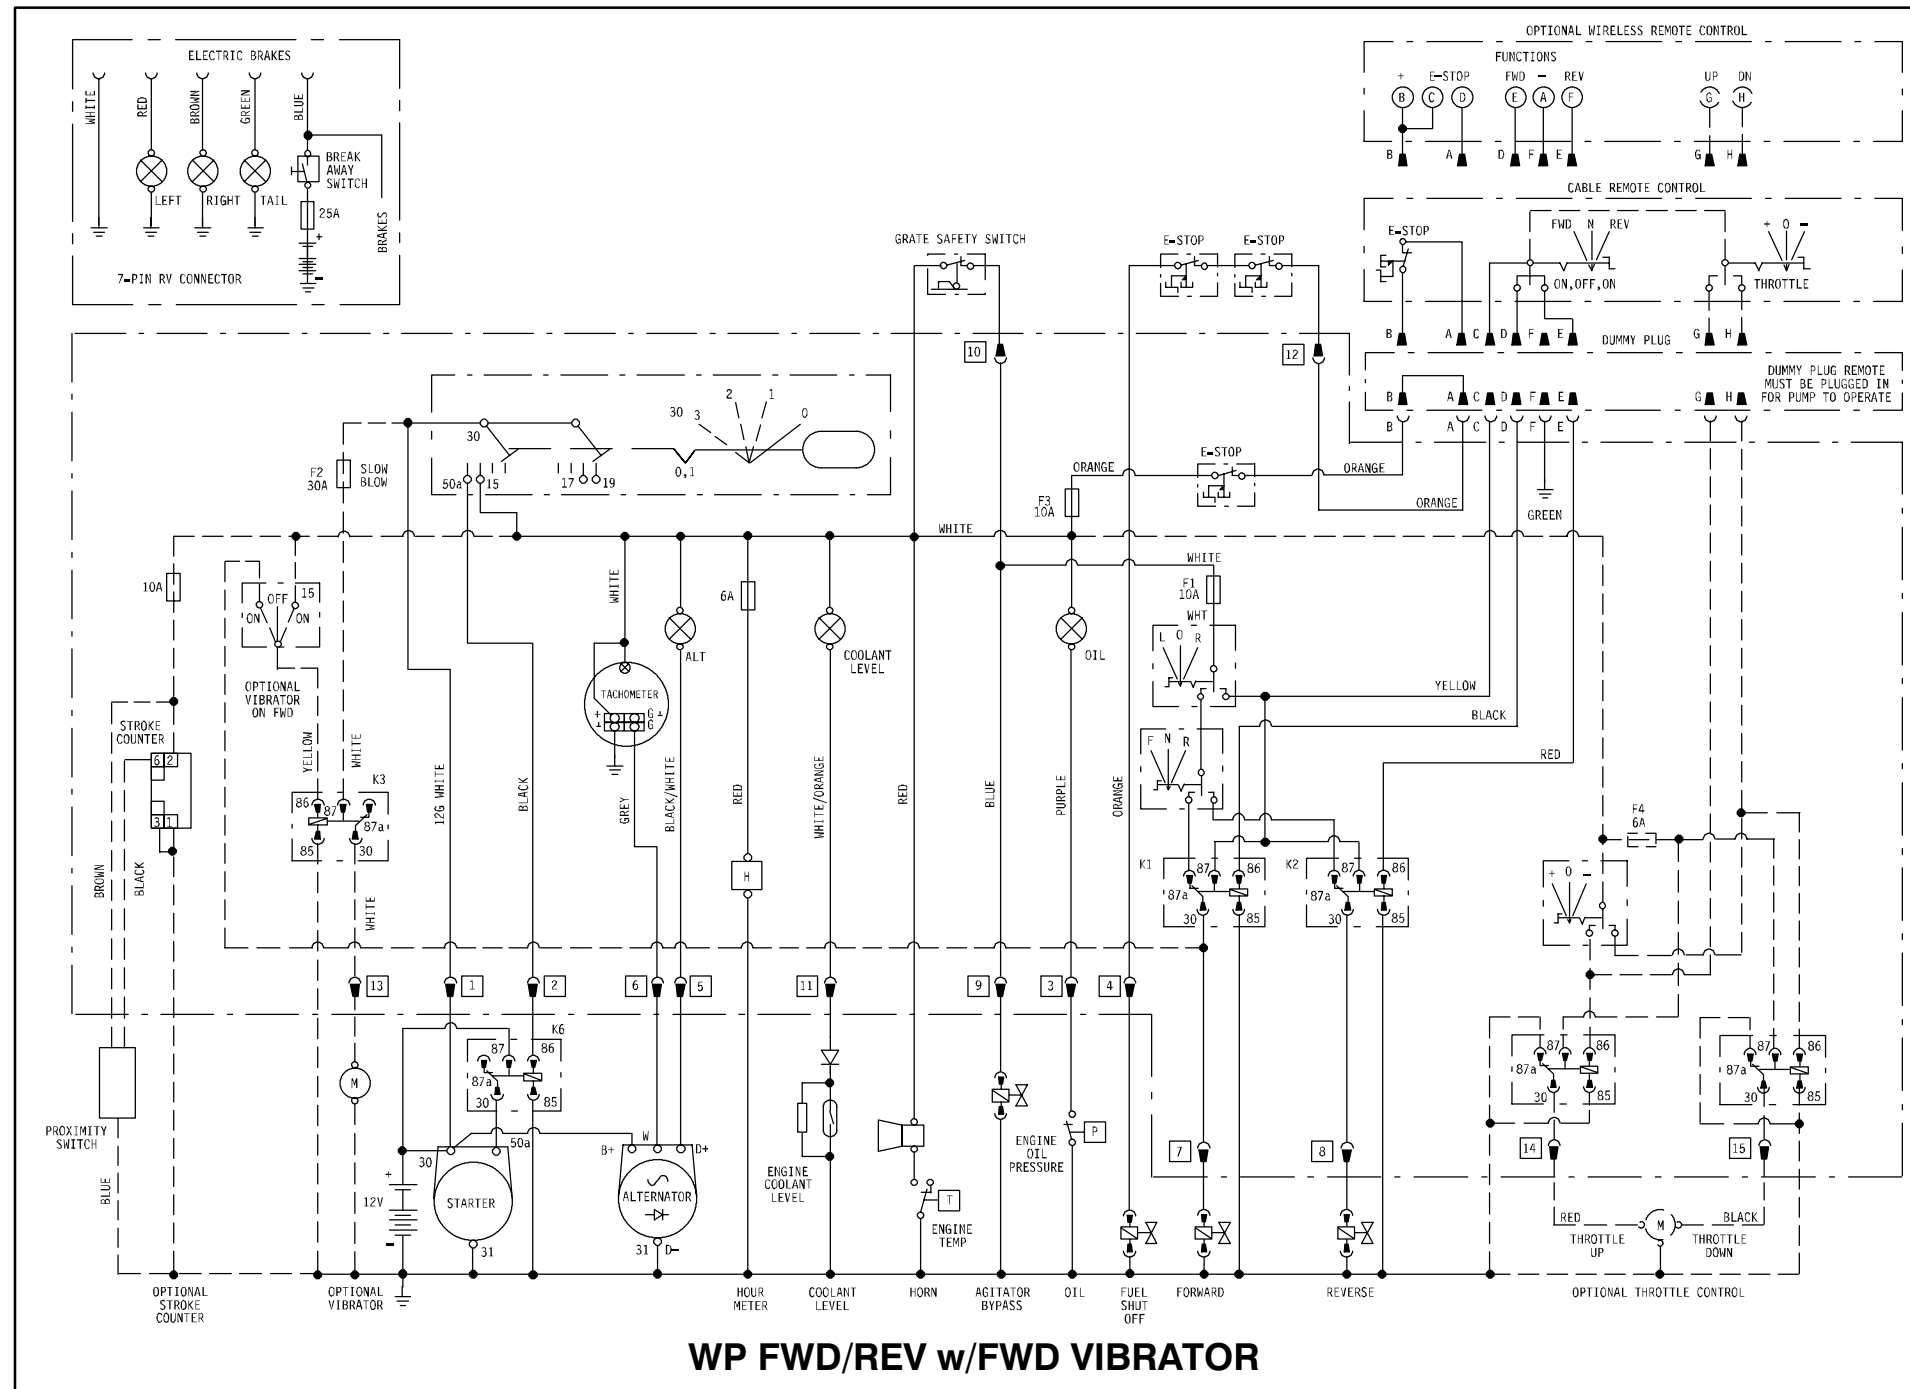 OPTIONAL WIRELESS REMOTE CONTROL
FUNCTIONS
+ E-STOP FWD - REV UP DN
B C D E A F G H
B A D F E G H
ELECTRIC BRAKES
WHITE
RED
BROWN
GREEN
BLUE
BREAK
AWAY
SWITCH
LEFT
RIGHT
TAIL
25A
+
-
BRAKES
7-PIN RV CONNECTOR
CABLE REMOTE CONTROL
E-STOP
FWD N REV
+ O -
ON,OFF,ON
THROTTLE
B A C D F E G H
DUMMY PLUG
DUMMY PLUG REMOTE
MUST BE PLUGGED IN
FOR PUMP TO OPERATE
B A C D F E G H
B A C D F E
GRATE SAFETY SWITCH
E-STOP
E-STOP
10
12
30
30 3 2 1 0
0,1
50a 15 17 19
F2
30A
SLOW
BLOW
E-STOP
ORANGE
ORANGE
ORANGE
F3
10A
GREEN
WHITE
WHITE
10A
ON OFF 15
ON
OPTIONAL
VIBRATOR
ON FWD
WHITE
6A
F1
10A
WHT
L O R
ALT
COOLANT
LEVEL
OIL
TACHOMETER
+ G ⊥
⊥ G
YELLOW
BLACK
RED
F N R
STROKE
COUNTER
6 2
3 1
YELLOW
WHITE
K3
86 87
87a
85 30
12G WHITE
BLACK
GREY
BLACK/WHITE
RED
WHITE/ORANGE
RED
BLUE
PURPLE
ORANGE
BROWN
BLACK
WHITE
H
K1
87 86
87a
30 85
K2
87 86
87a
30 85
F4
6A
+ O -
13
1
2
6
5
11
9
3
4
K6
87 86
87a
30 85
87 86
87a
30 85
87 86
87a
30 85
PROXIMITY
SWITCH
M
BLUE
30
50a
+
12V
-
STARTER
31
B+ W D+
ALTERNATOR
31 D-
ENGINE
COOLANT
LEVEL
T
ENGINE
TEMP
ENGINE
OIL
PRESSURE
P
7
8
14
15
RED
M
BLACK
THROTTLE
UP
THROTTLE
DOWN
OPTIONAL
STROKE
COUNTER
OPTIONAL
VIBRATOR
HOUR
METER
COOLANT
LEVEL
HORN
AGITATOR
BYPASS
OIL
FUEL
SHUT
OFF
FORWARD
REVERSE
OPTIONAL THROTTLE CONTROL
WP FWD/REV w/FWD VIBRATOR